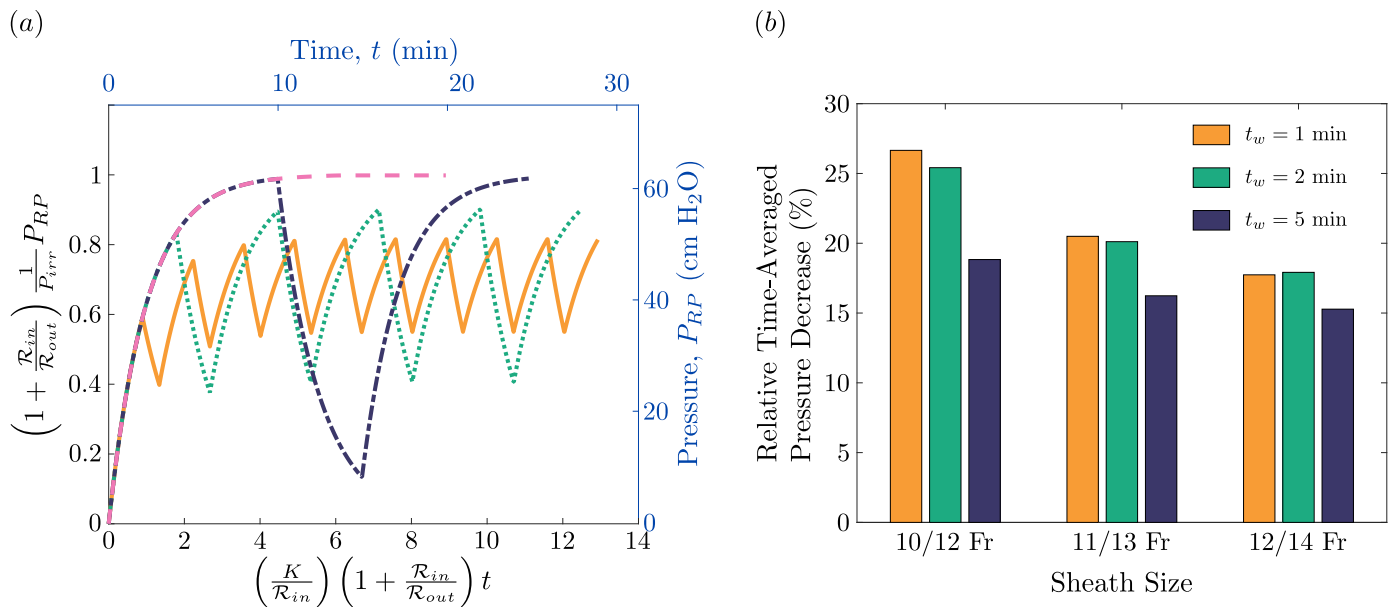 (a)
Time, t (min)
0 10 20 30
1
0.8
0.6
0.4
0.2
0
(1 + R_in/R_out) 1/P_irr P_RP
60
40
20
0
Pressure, P_RP (cm H₂O)
0 2 4 6 8 10 12 14
(K/R_in) (1 + R_in/R_out) t
(b)
30
25
20
15
10
5
0
Relative Time-Averaged
Pressure Decrease (%)
t_w = 1 min
t_w = 2 min
t_w = 5 min
10/12 Fr 11/13 Fr 12/14 Fr
Sheath Size